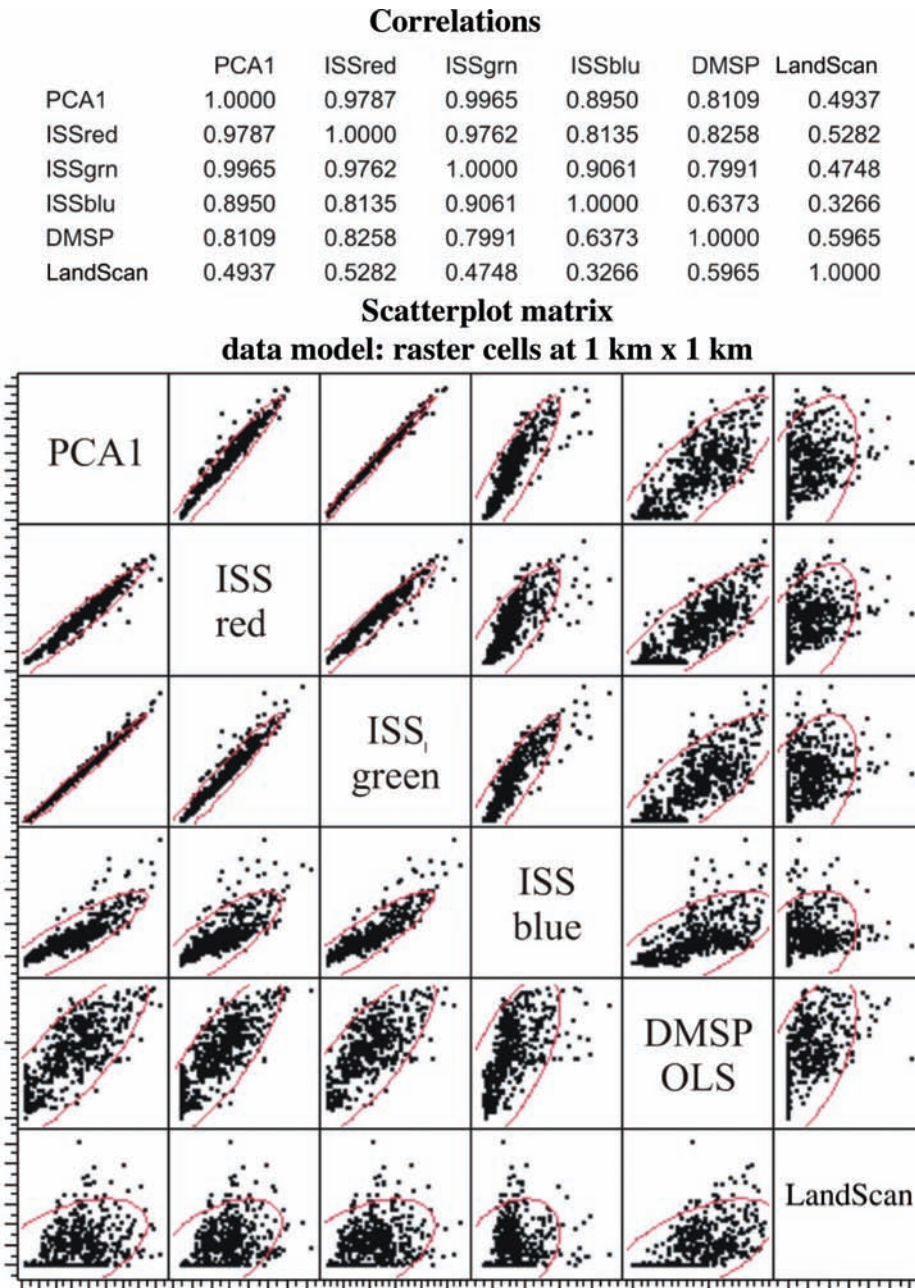 Correlations
PCA1 ISSred ISSgrn ISSblu DMSP LandScan
PCA1 1.0000 0.9787 0.9965 0.8950 0.8109 0.4937
ISSred 0.9787 1.0000 0.9762 0.8135 0.8258 0.5282
ISSgrn 0.9965 0.9762 1.0000 0.9061 0.7991 0.4748
ISSblu 0.8950 0.8135 0.9061 1.0000 0.6373 0.3266
DMSP 0.8109 0.8258 0.7991 0.6373 1.0000 0.5965
LandScan 0.4937 0.5282 0.4748 0.3266 0.5965 1.0000
Scatterplot matrix
data model: raster cells at 1 km x 1 km
PCA1
ISS
red
ISS
green
ISS
blue
DMSP
OLS
LandScan